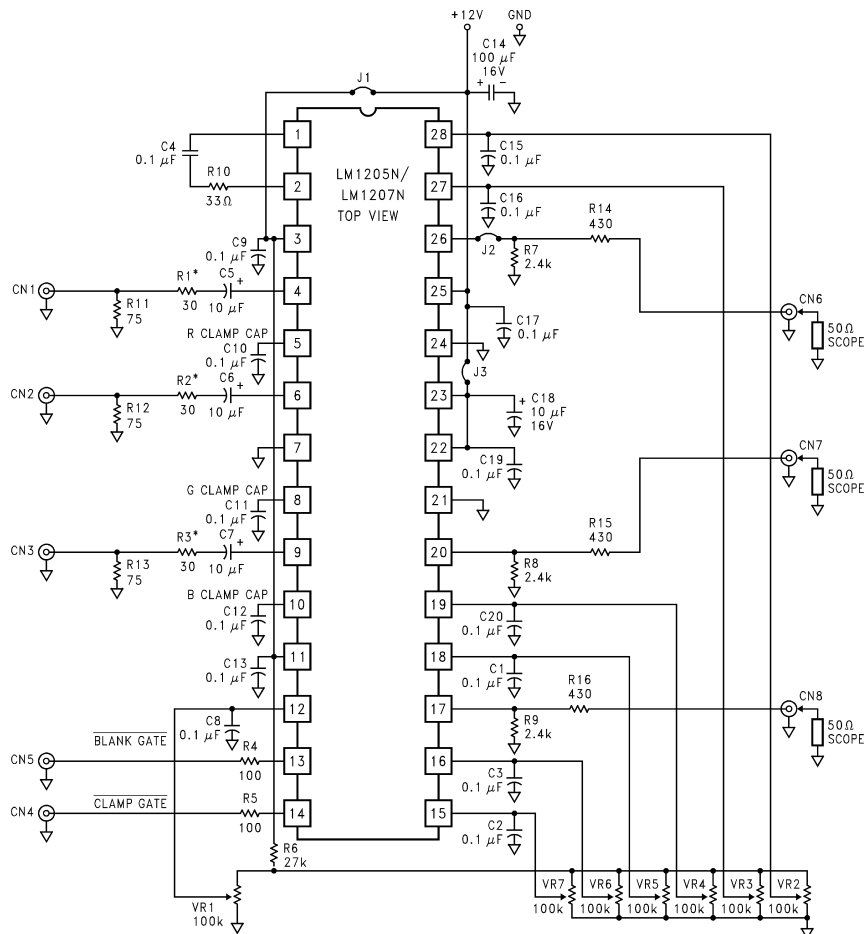 +12V GND
C14
100 μF
16V
+ −
J1
C4
0.1 μF
R10
33Ω
1
2
LM1205N/
LM1207N
TOP VIEW
28
C15
0.1 μF
27
C16
0.1 μF
C9
0.1 μF
3
26
J2
R7
2.4k
R14
430
CN1
R11
75
R1*
30
C5
+
10 μF
4
25
C17
0.1 μF
CN6
50Ω
SCOPE
R CLAMP CAP
C10
0.1 μF
5
24
J3
CN2
R12
75
R2*
30
C6
+
10 μF
6
23
+
C18
10 μF
16V
7
22
C19
0.1 μF
CN7
50Ω
SCOPE
G CLAMP CAP
C11
0.1 μF
8
21
CN3
R13
75
R3*
30
C7
+
10 μF
9
20
R8
2.4k
R15
430
B CLAMP CAP
C12
0.1 μF
10
19
C20
0.1 μF
C13
0.1 μF
11
18
C1
0.1 μF
C8
0.1 μF
12
17
R9
2.4k
R16
430
CN8
50Ω
SCOPE
BLANK GATE
CN5
R4
100
13
16
C3
0.1 μF
CLAMP GATE
CN4
R5
100
14
15
C2
0.1 μF
R6
27k
VR1
100k
VR7
100k
VR6
100k
VR5
100k
VR4
100k
VR3
100k
VR2
100k